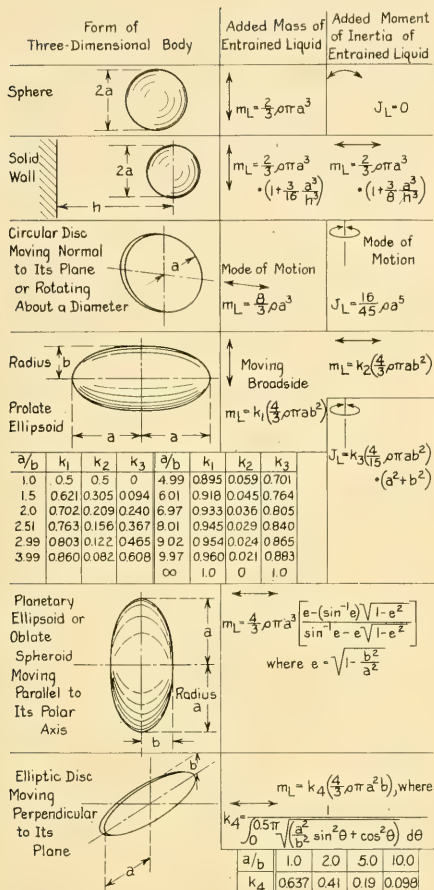 Form of
Three-Dimensional Body
Added Mass of
Entrained Liquid
Added Moment
of Inertia of
Entrained Liquid
Sphere
2a
m_L = 2/3 ρπa³
J_L = 0
Solid
Wall
2a
h
m_L = 2/3 ρπa³
•(1 + 3/16 a³/h³)
m_L = 2/3 ρπa³
•(1 + 3/8 a³/h³)
Circular Disc
Moving Normal
to Its Plane
or Rotating
About a Diameter
a
Mode of Motion
m_L = 8/3 ρa³
Mode of
Motion
J_L = 16/45 ρa⁵
Radius b
Prolate
Ellipsoid
a a
Moving
Broadside
m_L = k₁(4/3 ρπab²)
m_L = k₂(4/3 ρπab²)
J_L = k₃(4/15 ρπab²)
•(a² + b²)
a/b k₁ k₂ k₃ a/b k₁ k₂ k₃
1.0 0.5 0.5 0 4.99 0.895 0.059 0.701
1.5 0.621 0.305 0.094 6.01 0.918 0.045 0.764
2.0 0.702 0.209 0.240 6.97 0.933 0.036 0.805
2.51 0.763 0.156 0.367 8.01 0.945 0.029 0.840
2.99 0.803 0.122 0.465 9.02 0.954 0.024 0.865
3.99 0.860 0.082 0.608 9.97 0.960 0.021 0.883
∞ 1.0 0 1.0
Planetary
Ellipsoid or
Oblate
Spheroid
Moving
Parallel to
Its Polar
Axis
a
Radius
a
b
m_L = 4/3 ρπa³ [(e-(sin⁻¹e)√(1-e²))/(sin⁻¹e - e√(1-e²))]
where e = √(1 - b²/a²)
Elliptic Disc
Moving
Perpendicular
to Its
Plane
b
a
m_L = k₄(4/3 ρπa²b), where
k₄ = 1/∫₀^0.5π √((a²/b²) sin²θ + cos²θ) dθ
a/b 1.0 2.0 5.0 10.0
k₄ 0.637 0.41 0.19 0.098